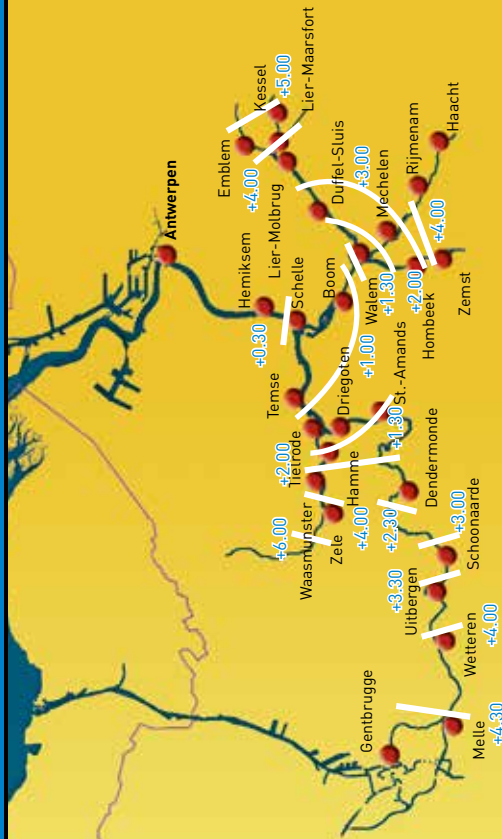 Antwerpen
Hemiksem
Schelle
+0.30
Boom
Walem
+1.00
+1.30
Lier-Molbrug
Emblem
+4.00
Kessel
+5.00
Lier-Maarsfort
Duffel-Sluis
+3.00
Mechelen
Rijmenam
Haacht
+4.00
+2.00
Hombeek
Zemst
Temse
Driegoten
St.-Amands
+1.30
Tielrode
+2.00
Hamme
Waasmunster
+6.00
Zele
+4.00
+2.30
Dendermonde
+3.00
Schoonaarde
Uitbergen
+3.30
Wetteren
+4.00
Gentbrugge
Melle
+4.30